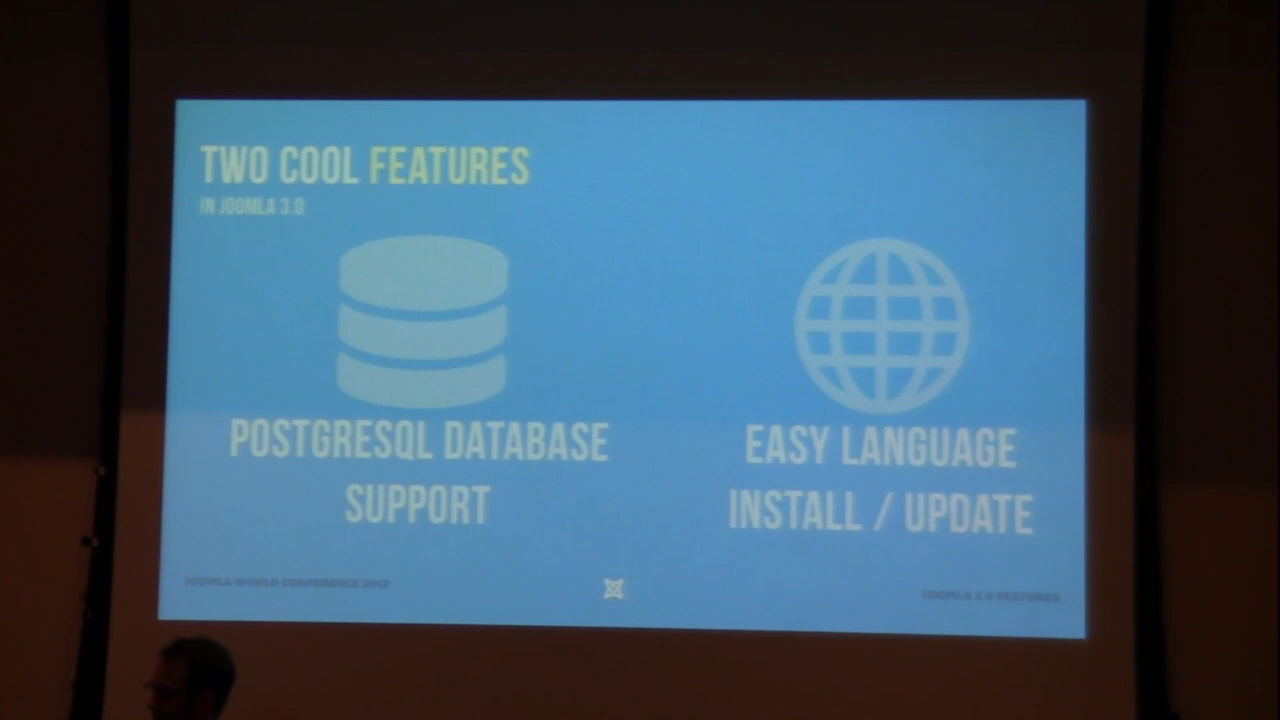 TWO COOL FEATURES
IN JOOMLA 3.0
POSTGRESQL DATABASE
SUPPORT
EASY LANGUAGE
INSTALL / UPDATE
JOOMLA WORLD CONFERENCE 2012
JOOMLA 3.0 FEATURES